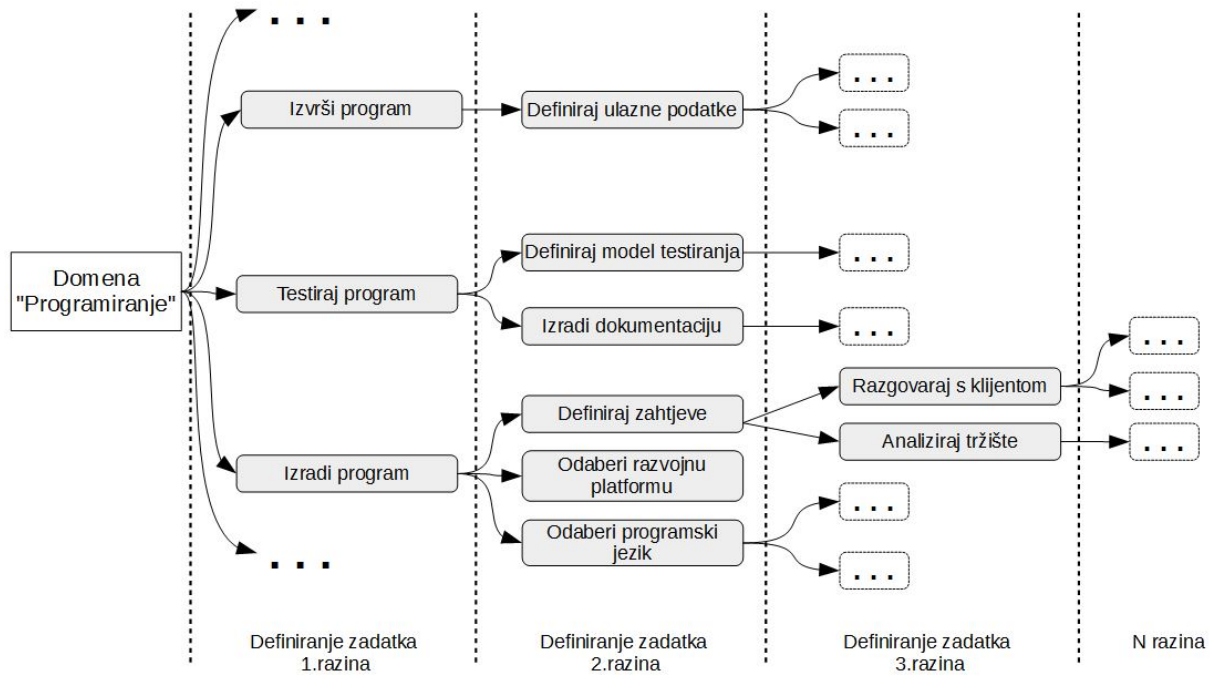 . . .
Izvrši program
Definiraj ulazne podatke
. . .
. . .
Domena
"Programiranje"
Testiraj program
Definiraj model testiranja
. . .
Izradi dokumentaciju
. . .
Izradi program
Definiraj zahtjeve
Razgovaraj s klijentom
. . .
. . .
Analiziraj tržište
. . .
Odaberi razvojnu
platformu
Odaberi programski
jezik
. . .
. . .
. . .
Definiranje zadatka
1.razina
Definiranje zadatka
2.razina
Definiranje zadatka
3.razina
N razina